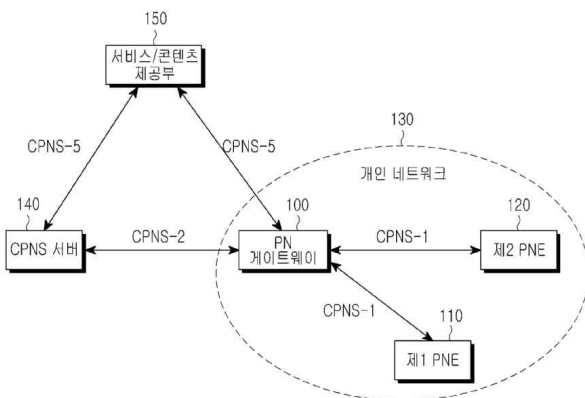 150
서비스/콘텐츠
제공부
CPNS-5
CPNS-5
130
개인 네트워크
140
CPNS 서버
CPNS-2
100
PN
게이트웨이
CPNS-1
120
제2 PNE
CPNS-1
110
제1 PNE